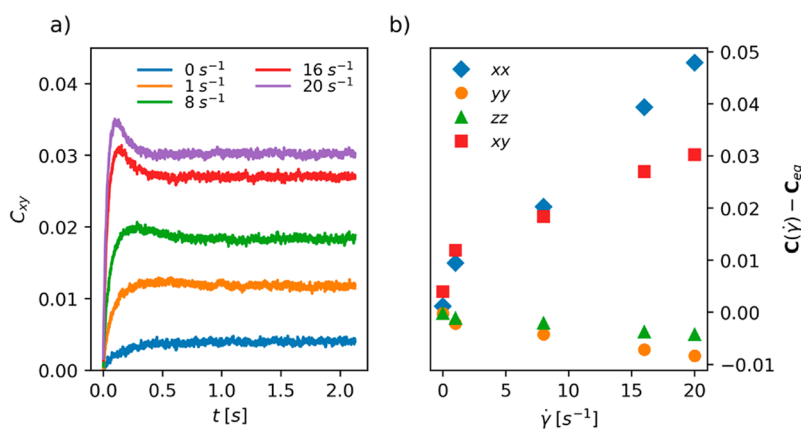 a)
0 s⁻¹
1 s⁻¹
8 s⁻¹
16 s⁻¹
20 s⁻¹
0.04
0.03
0.02
0.01
0.00
C_xy
0.0
0.5
1.0
1.5
2.0
t [s]
b)
xx
yy
zz
xy
0.05
0.04
0.03
0.02
0.01
0.00
−0.01
C(γ̇) − C_eq
0
5
10
15
20
γ̇ [s⁻¹]